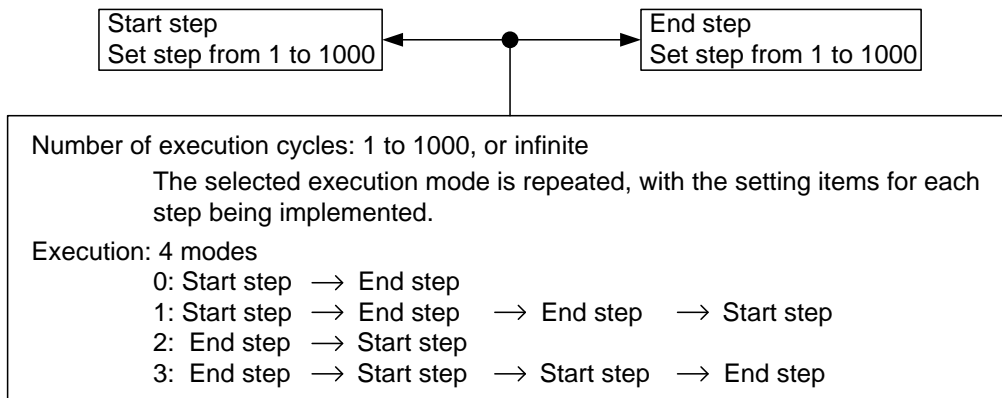 Start step
Set step from 1 to 1000
End step
Set step from 1 to 1000
Number of execution cycles: 1 to 1000, or infinite
The selected execution mode is repeated, with the setting items for each
step being implemented.
Execution: 4 modes
0: Start step → End step
1: Start step → End step → End step → Start step
2: End step → Start step
3: End step → Start step → Start step → End step